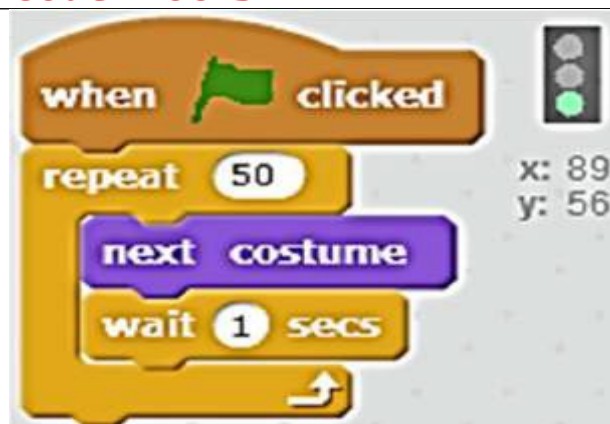 when clicked
x: 89
y: 56
repeat 50
next costume
wait 1 secs